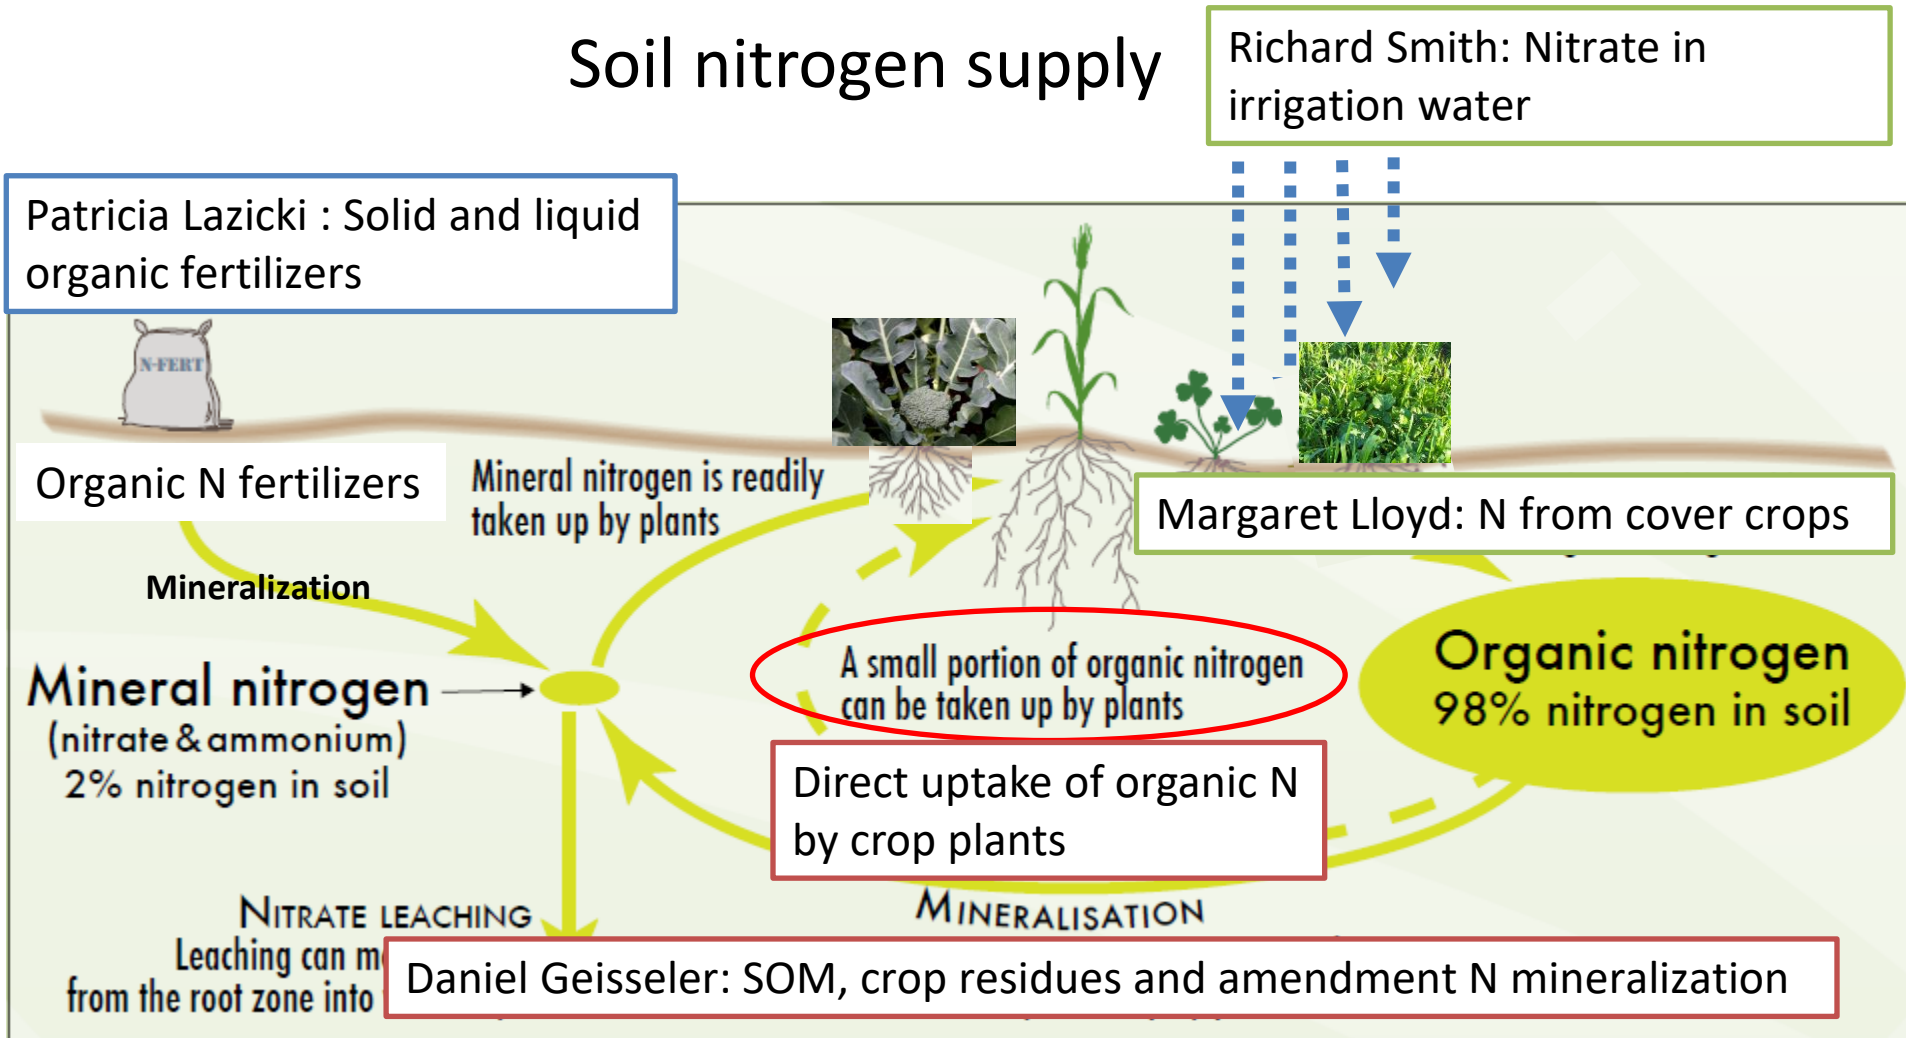 Soil nitrogen supply
Richard Smith: Nitrate in
irrigation water
Patricia Lazicki : Solid and liquid
organic fertilizers
N-FERT
Organic N fertilizers
Mineral nitrogen is readily
taken up by plants
Margaret Lloyd: N from cover crops
Mineralization
A small portion of organic nitrogen
can be taken up by plants
Organic nitrogen
98% nitrogen in soil
Mineral nitrogen
(nitrate & ammonium)
2% nitrogen in soil
Direct uptake of organic N
by crop plants
NITRATE LEACHING
Leaching can
from the root zone into
MINERALISATION
Daniel Geisseler: SOM, crop residues and amendment N mineralization